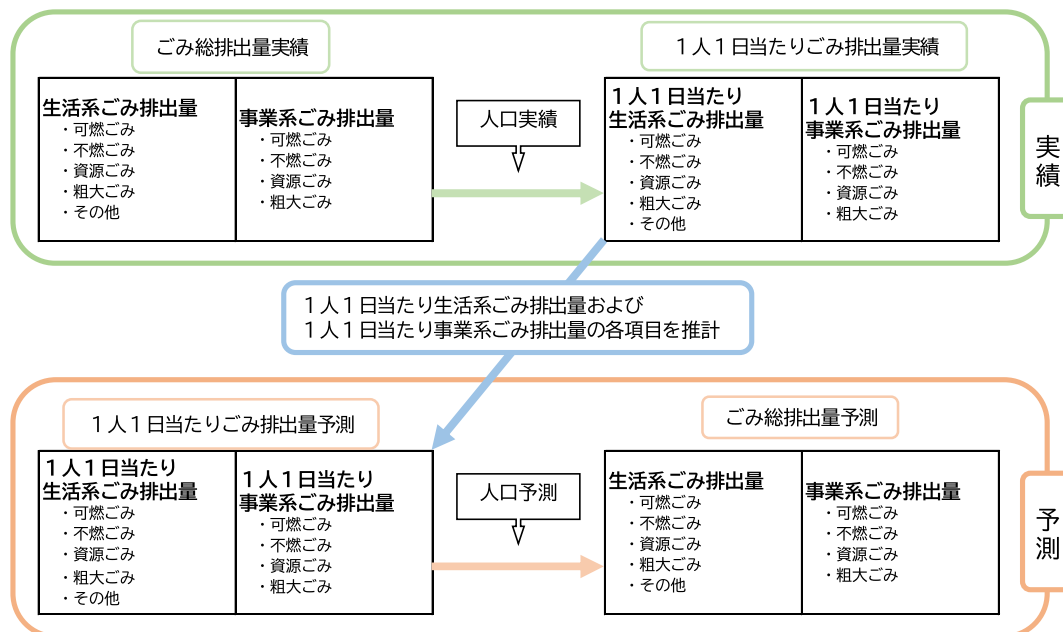 ごみ総排出量実績
生活系ごみ排出量
・可燃ごみ
・不燃ごみ
・資源ごみ
・粗大ごみ
・その他
事業系ごみ排出量
・可燃ごみ
・不燃ごみ
・資源ごみ
・粗大ごみ
人口実績
１人１日当たりごみ排出量実績
１人１日当たり
生活系ごみ排出量
・可燃ごみ
・不燃ごみ
・資源ごみ
・粗大ごみ
・その他
１人１日当たり
事業系ごみ排出量
・可燃ごみ
・不燃ごみ
・資源ごみ
・粗大ごみ
実績
１人１日当たり生活系ごみ排出量および
１人１日当たり事業系ごみ排出量の各項目を推計
１人１日当たりごみ排出量予測
１人１日当たり
生活系ごみ排出量
・可燃ごみ
・不燃ごみ
・資源ごみ
・粗大ごみ
・その他
１人１日当たり
事業系ごみ排出量
・可燃ごみ
・不燃ごみ
・資源ごみ
・粗大ごみ
人口予測
ごみ総排出量予測
生活系ごみ排出量
・可燃ごみ
・不燃ごみ
・資源ごみ
・粗大ごみ
・その他
事業系ごみ排出量
・可燃ごみ
・不燃ごみ
・資源ごみ
・粗大ごみ
予測